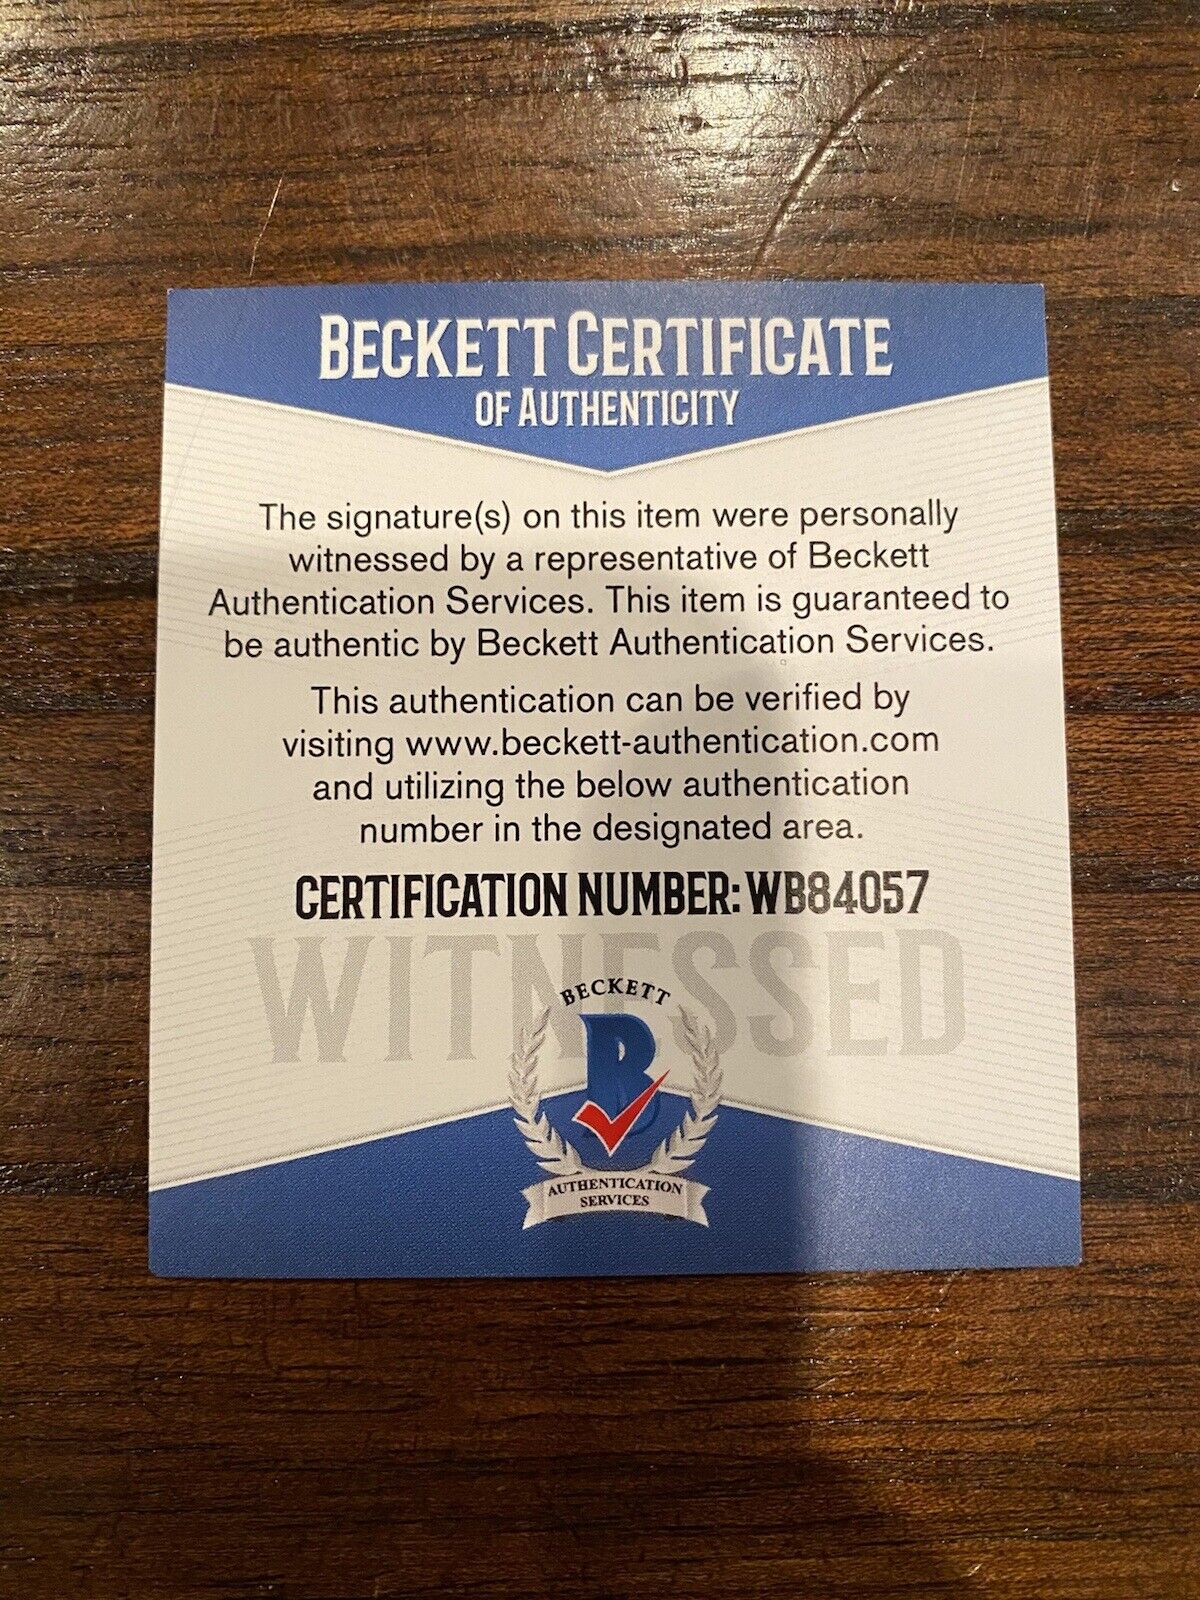 BECKETT CERTIFICATE
OF AUTHENTICITY
The signature(s) on this item were personally
witnessed by a representative of Beckett
Authentication Services. This item is guaranteed to
be authentic by Beckett Authentication Services.
This authentication can be verified by
visiting www.beckett-authentication.com
and utilizing the below authentication
number in the designated area.
CERTIFICATION NUMBER: WB84057
WITNESSED
BECKETT
B
AUTHENTICATION
SERVICES